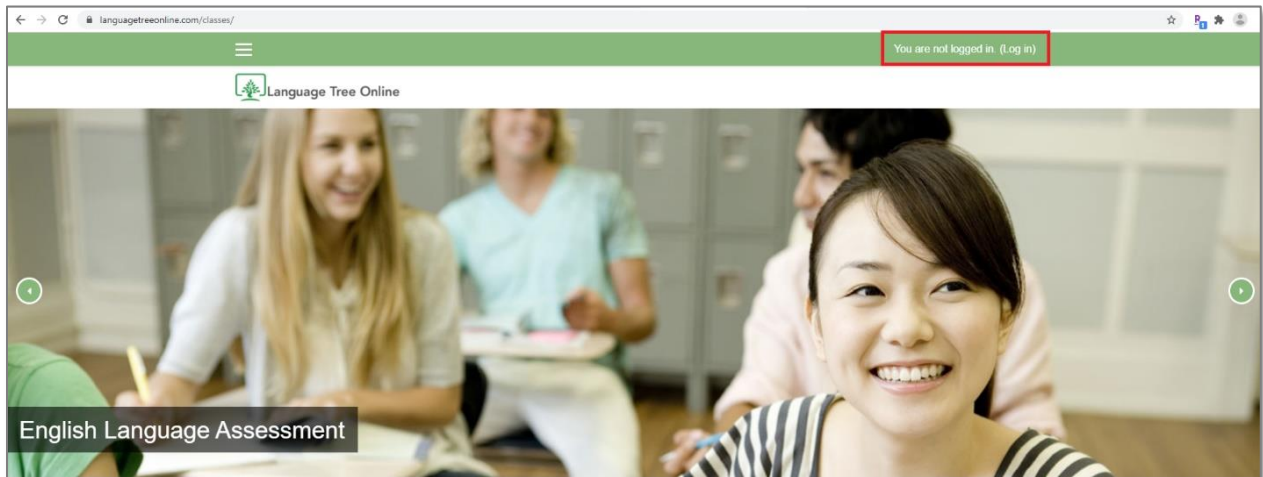 languagetreeonline.com/classes/
You are not logged in. (Log in)
Language Tree Online
English Language Assessment